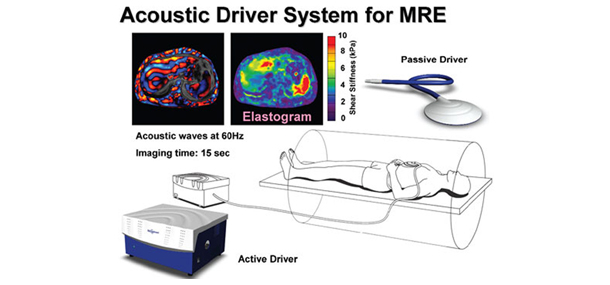 Acoustic Driver System for MRE
10
8
6
4
2
0
Shear Stiffness (kPa)
Elastogram
Passive Driver
Acoustic waves at 60Hz
Imaging time: 15 sec
Active Driver